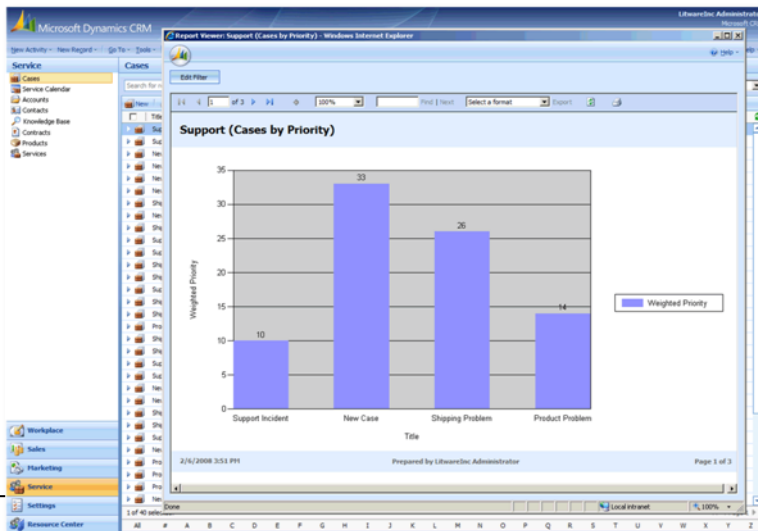 Microsoft Dynamics CRM
LitwareInc Administrator
New Activity
New Record
Go To
Tools
Service
Cases
Service Calendar
Accounts
Contacts
Knowledge Base
Contracts
Products
Services
Cases
New
Report Viewer: Support (Cases by Priority) - Windows Internet Explorer
Help
Edit Filter
1 of 3
100%
Find | Next
Select a format
Export
Support (Cases by Priority)
35
30
25
20
15
10
5
0
Weighted Priority
10
33
26
14
Support Incident
New Case
Shipping Problem
Product Problem
Title
Weighted Priority
2/6/2008 3:51 PM
Prepared by LitwareInc Administrator
Page 1 of 3
Done
Local intranet
100%
Workplace
Sales
Marketing
Service
Settings
Resource Center
1 of 40
All # A B C D E F G H I J K L M N O P Q R S T U V W X Y Z